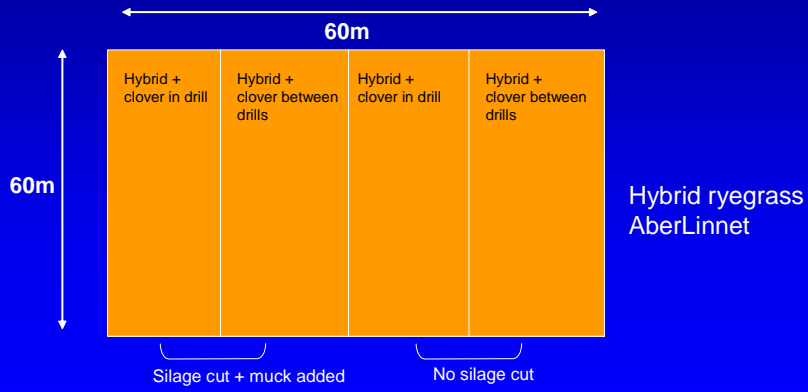 60m
Hybrid +
clover in drill
Hybrid +
clover between
drills
Hybrid +
clover in drill
Hybrid +
clover between
drills
60m
Hybrid ryegrass
AberLinnet
Silage cut + muck added
No silage cut